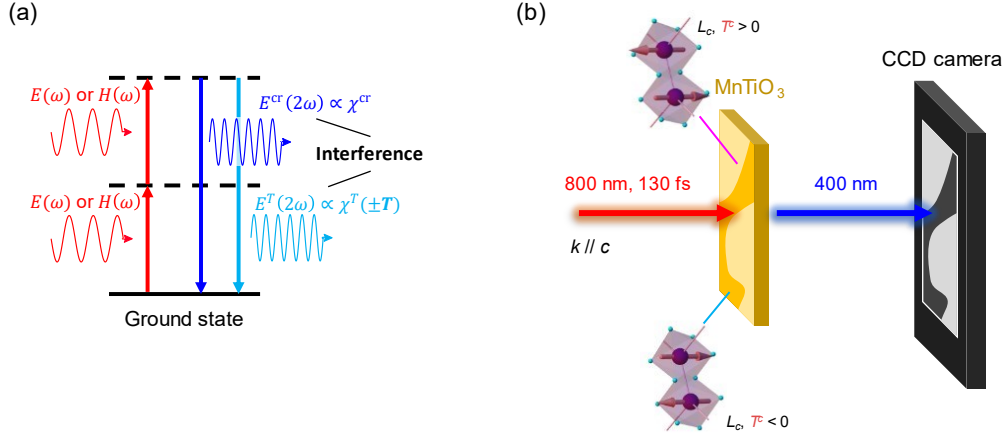 (a)
E(ω) or H(ω)
E(ω) or H(ω)
E^cr(2ω) ∝ χ^cr
Interference
E^T(2ω) ∝ χ^T(±T)
Ground state
(b)
L_c, T^c > 0
MnTiO₃
CCD camera
800 nm, 130 fs
400 nm
k // c
L_c, T^c < 0